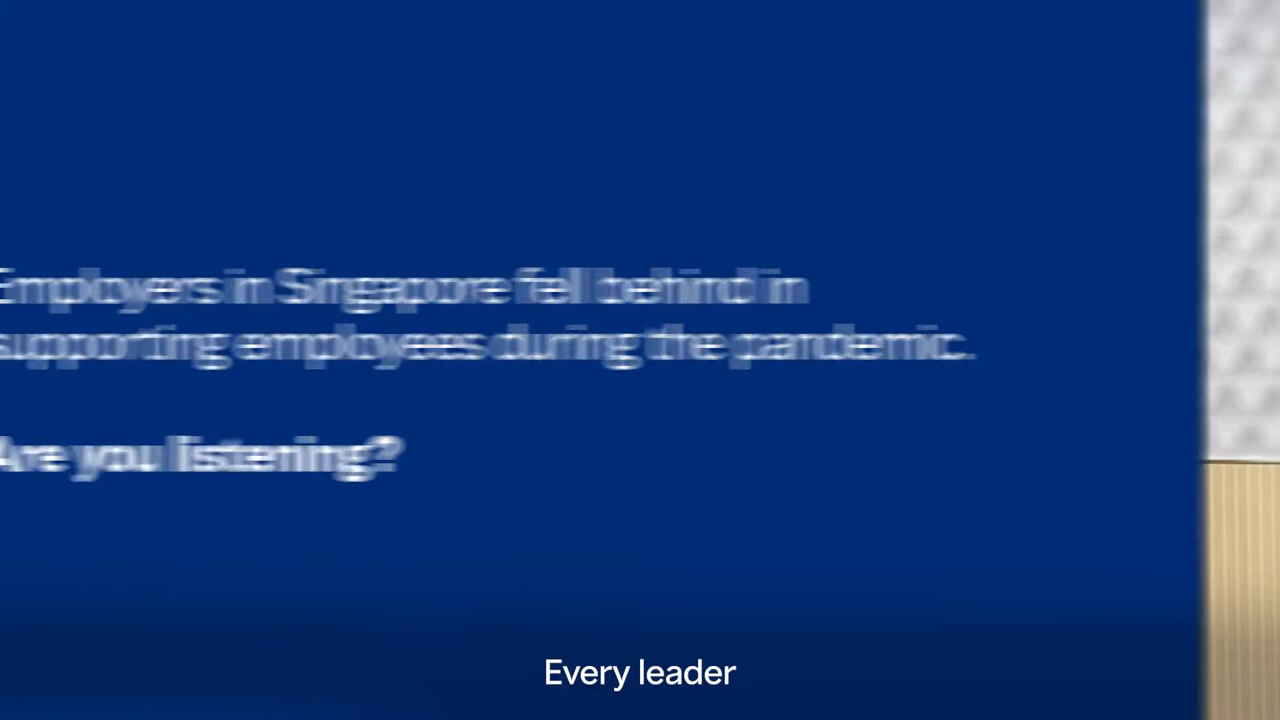 Employers in Singapore fell behind in
supporting employees during the pandemic.
Are you listening?
Every leader